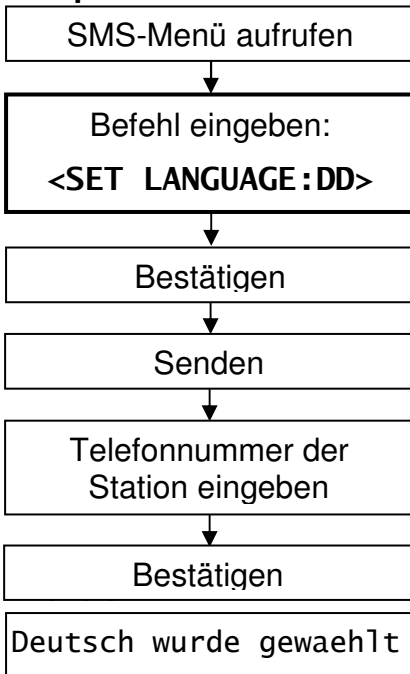 SMS-Menü aufrufen
Befehl eingeben:
<SET LANGUAGE:DD>
Bestätigen
Senden
Telefonnummer der
Station eingeben
Bestätigen
Deutsch wurde gewaehlt